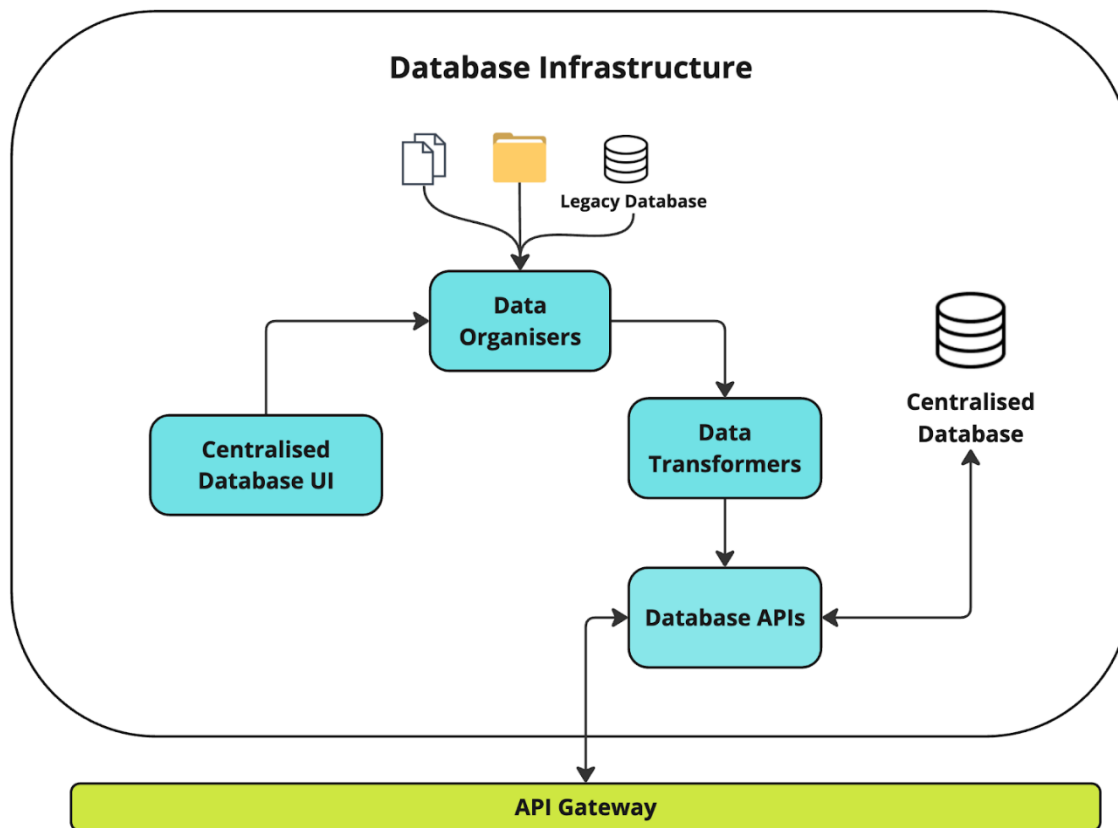 Database Infrastructure
Legacy Database
Data
Organisers
Centralised
Database UI
Data
Transformers
Centralised
Database
Database APIs
API Gateway